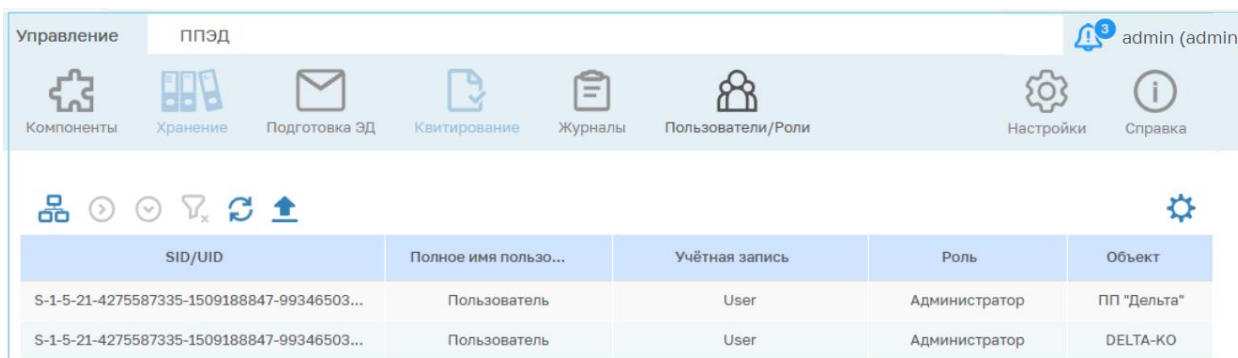 Управление ППЭД 3 admin (admin
Компоненты Хранение Подготовка ЭД Квитирование Журналы Пользователи/Роли Настройки Справка
SID/UID Полное имя пользо... Учётная запись Роль Объект
S-1-5-21-4275587335-1509188847-99346503... Пользователь User Администратор ПП "Дельта"
S-1-5-21-4275587335-1509188847-99346503... Пользователь User Администратор DELTA-KO